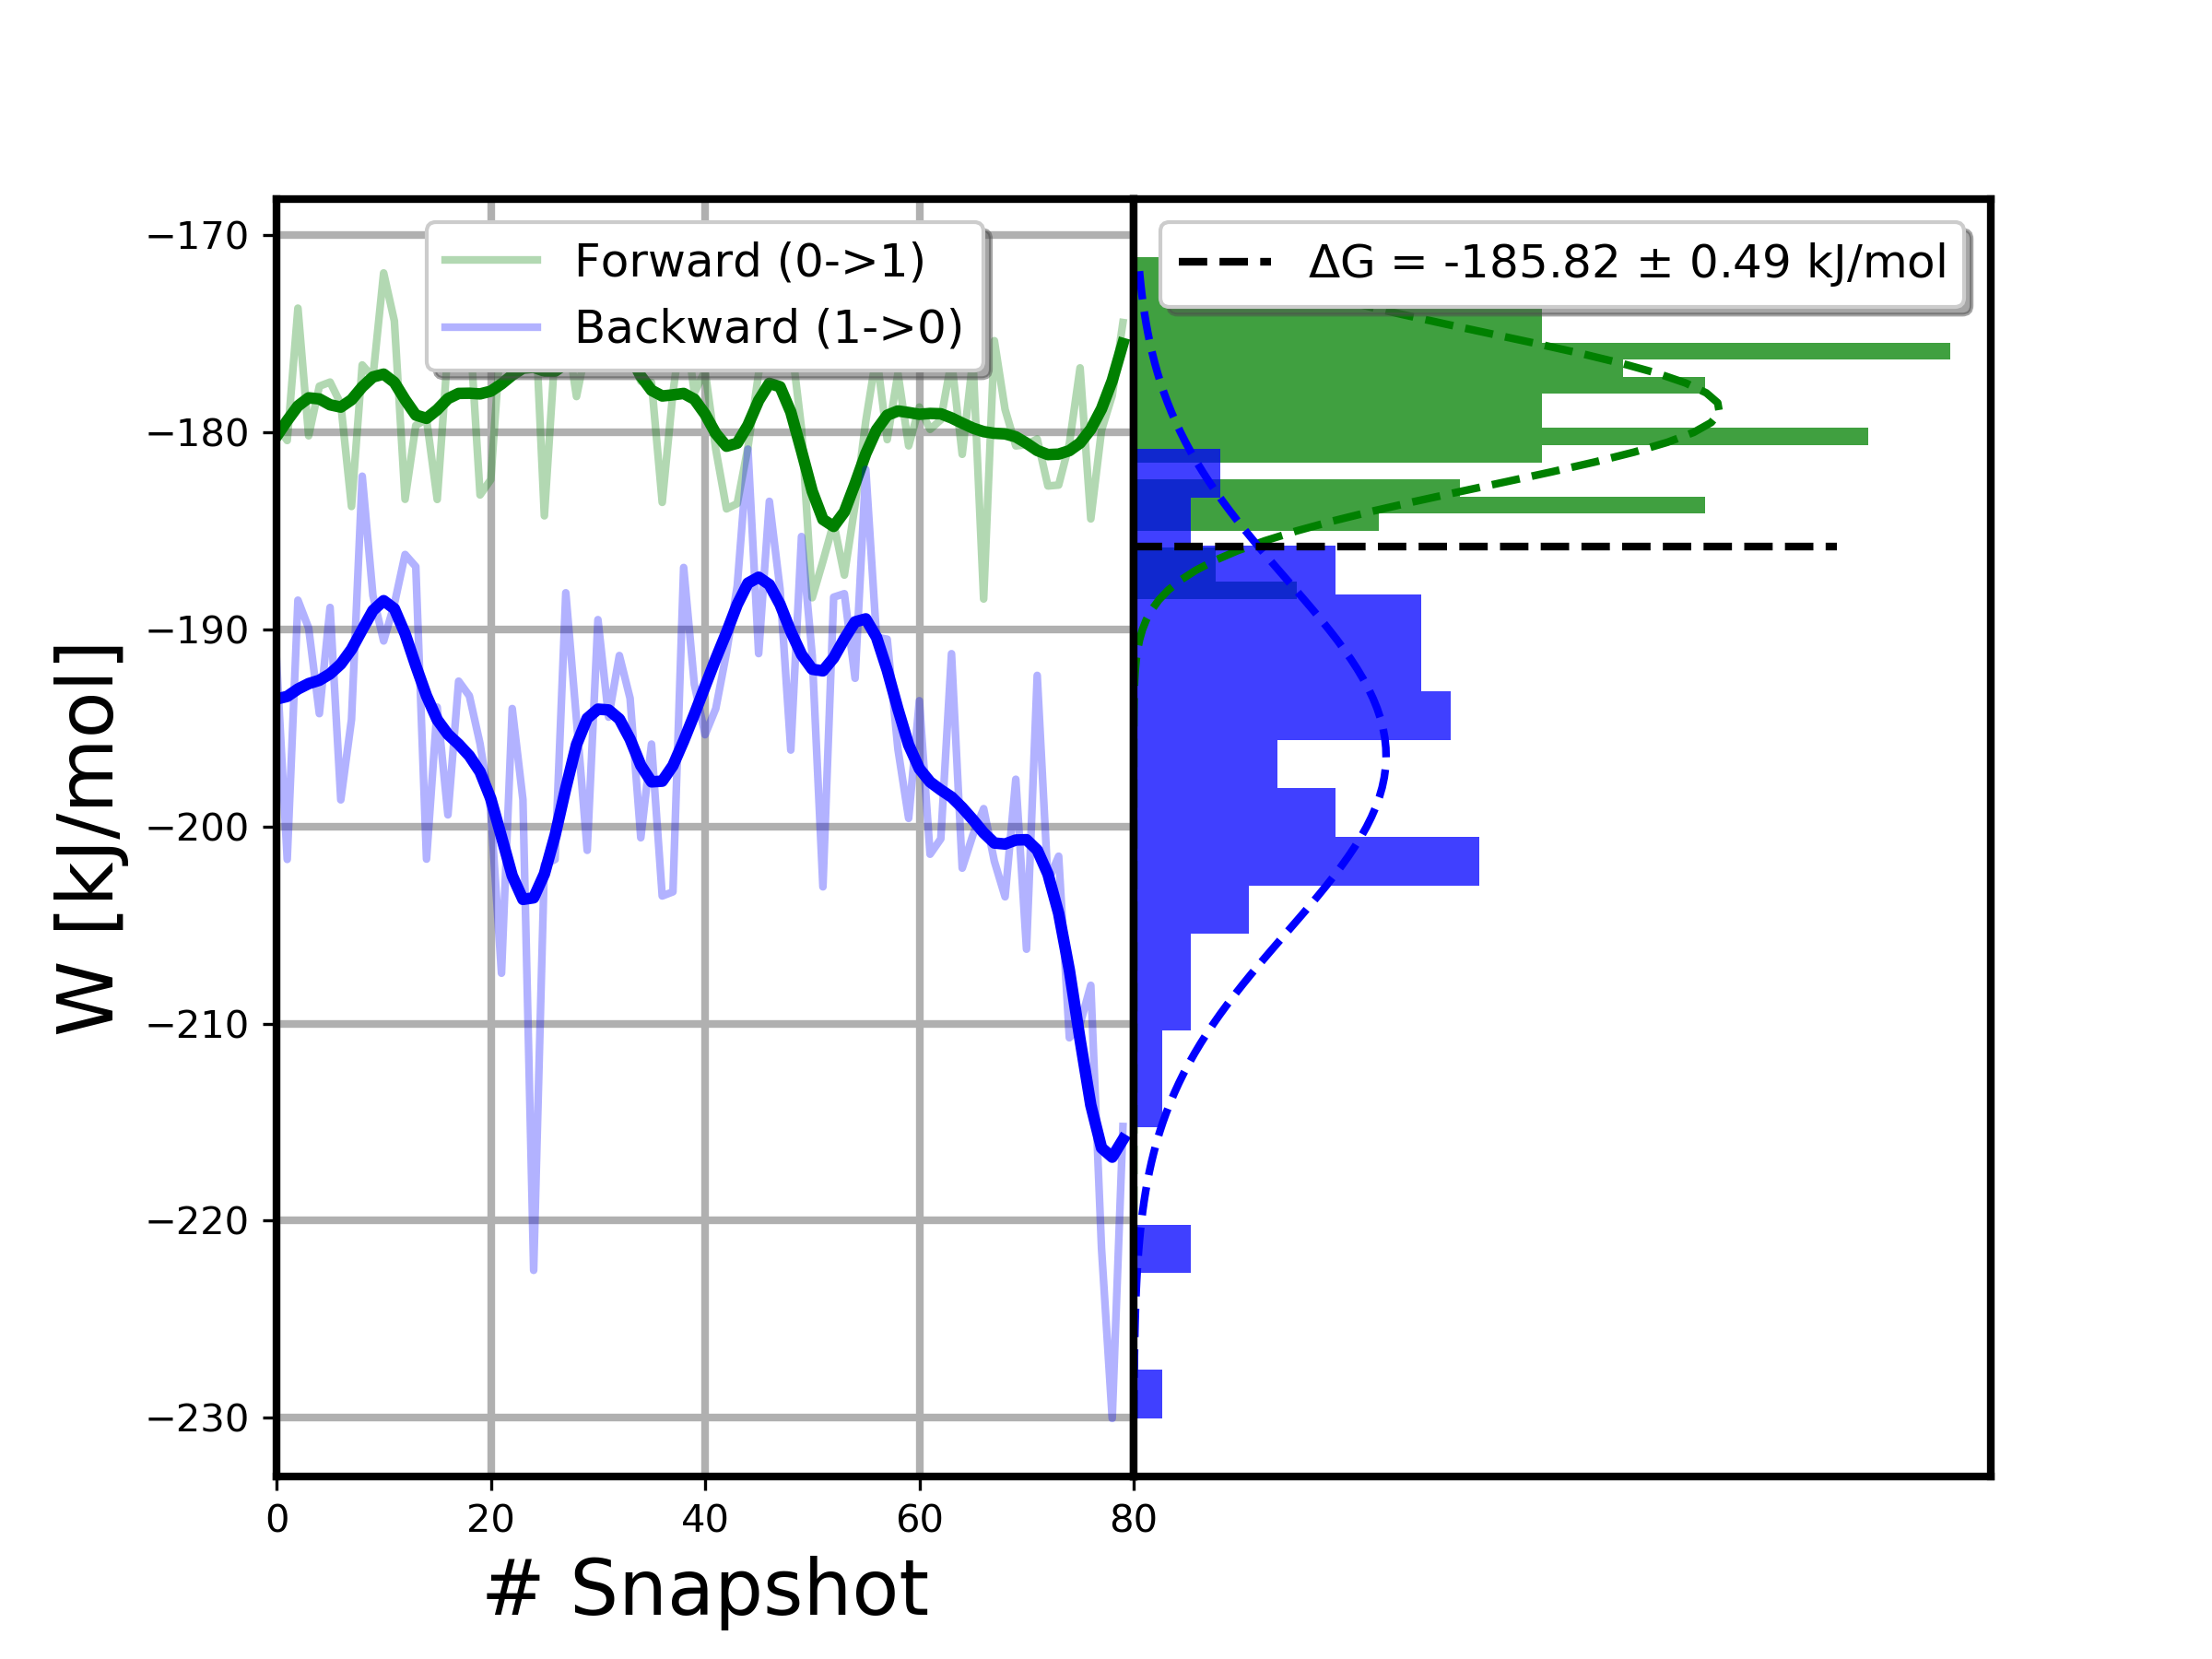 Forward (0->1)
Backward (1->0)
ΔG = -185.82 ± 0.49 kJ/mol
W [kJ/mol]
−170
−180
−190
−200
−210
−220
−230
0 20 40 60 80
# Snapshot